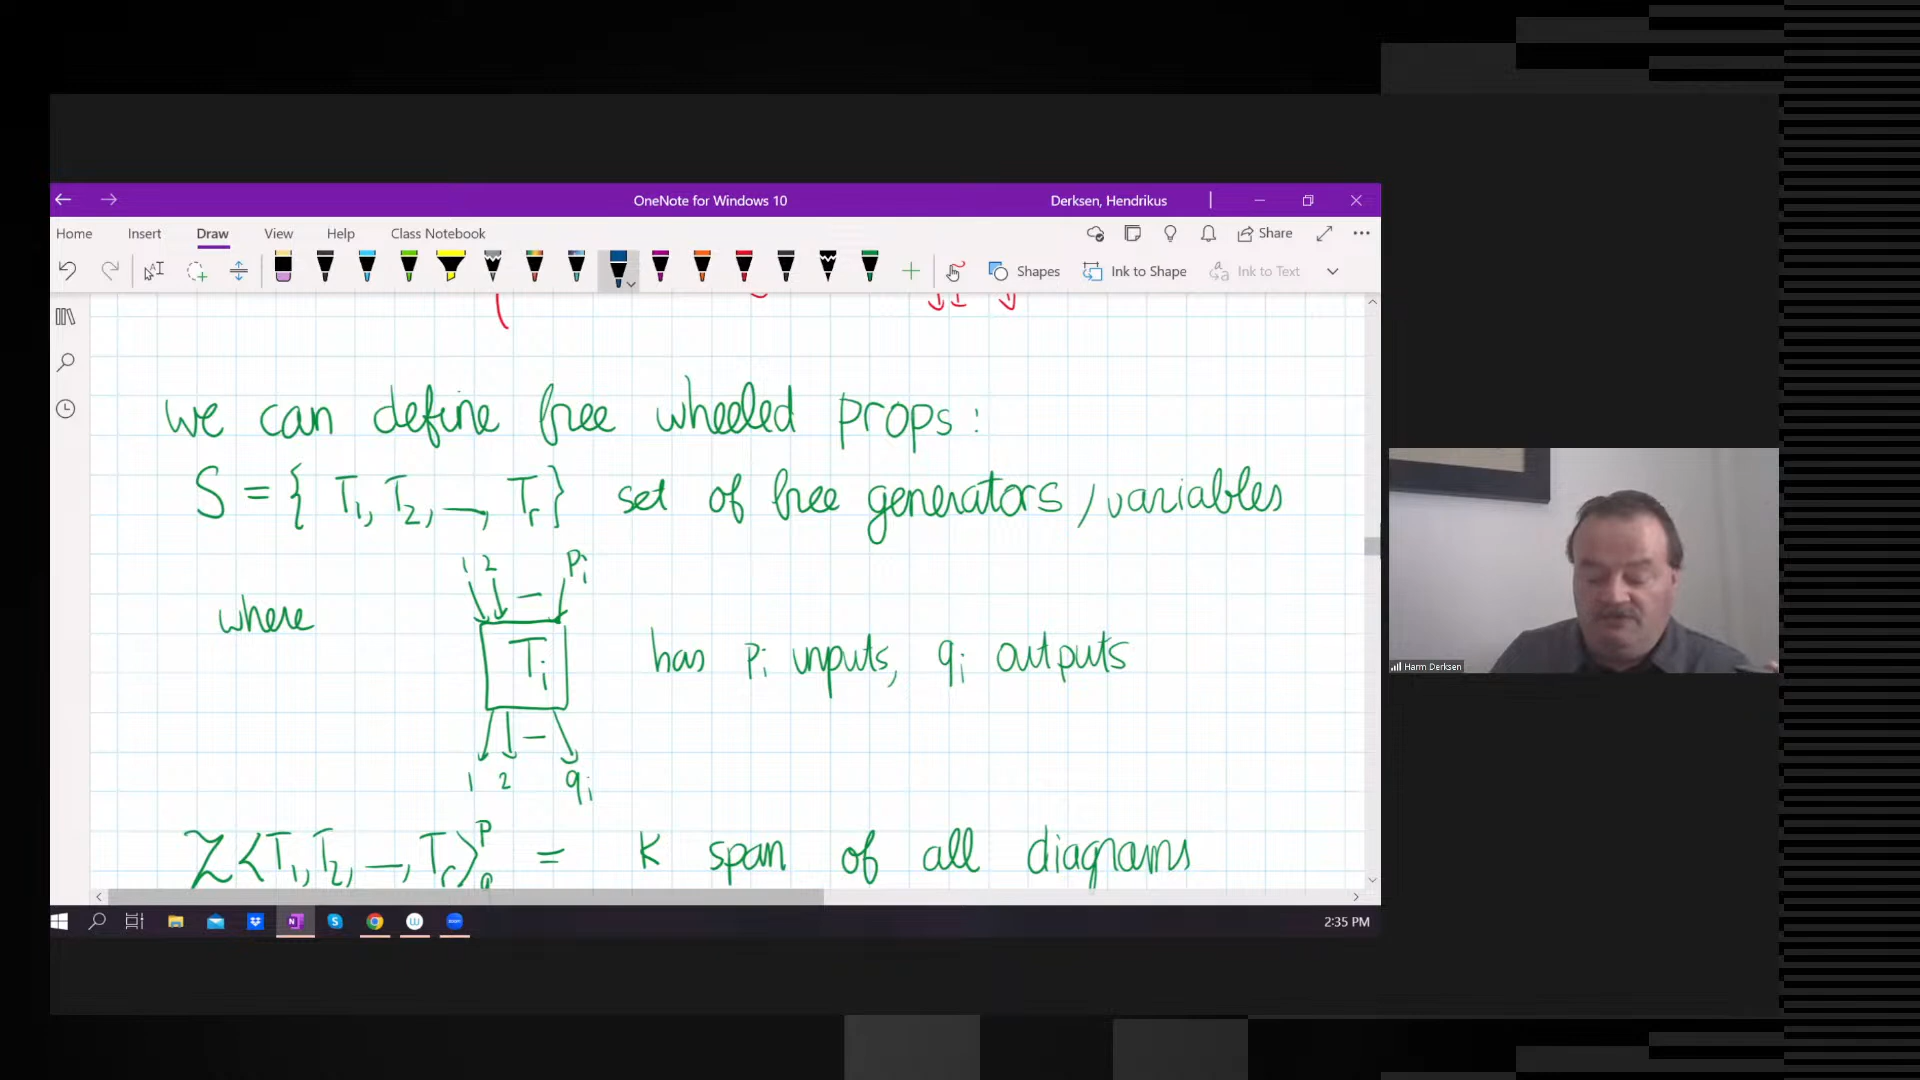 OneNote for Windows 10
Derksen, Hendrikus
Home Insert Draw View Help Class Notebook
Share
Shapes Ink to Shape Ink to Text
we can define free wheeled props:
S = { T1, T2, —, Tr } set of free generators/variables
1 2 — pi
where Ti has pi inputs, qi outputs
1 2 — qi
Z<T1, T2, —, Tr>^p_q = K span of all diagrams
Harm Derksen
2:35 PM